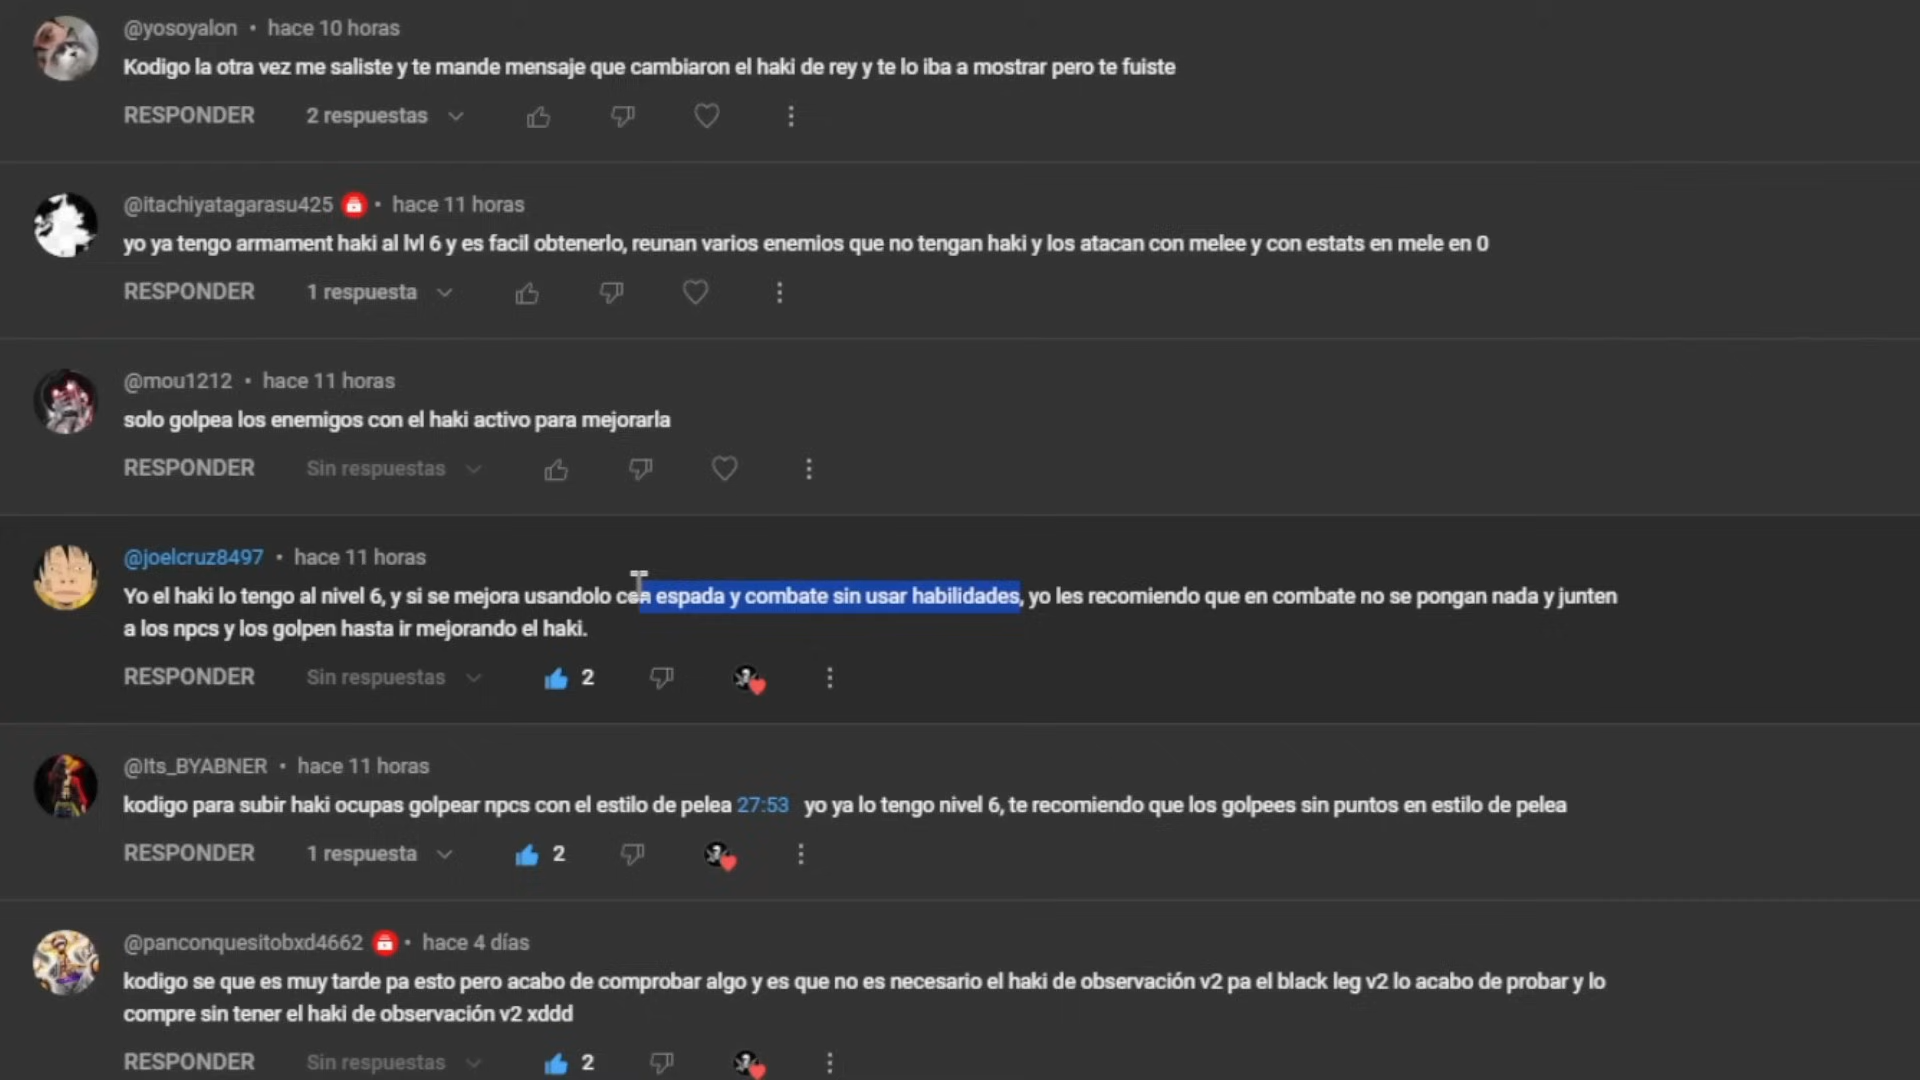 @yosoyalon • hace 10 horas
Kodigo la otra vez me saliste y te mande mensaje que cambiaron el haki de rey y te lo iba a mostrar pero te fuiste
RESPONDER 2 respuestas
@itachiyatagarasu425 • hace 11 horas
yo ya tengo armament haki al lvl 6 y es facil obtenerlo, reunan varios enemios que no tengan haki y los atacan con melee y con estats en mele en 0
RESPONDER 1 respuesta
@mou1212 • hace 11 horas
solo golpea los enemigos con el haki activo para mejorarla
RESPONDER Sin respuestas
@joelcruz8497 • hace 11 horas
Yo el haki lo tengo al nivel 6, y si se mejora usandolo con espada y combate sin usar habilidades, yo les recomiendo que en combate no se pongan nada y junten
a los npcs y los golpen hasta ir mejorando el haki.
RESPONDER Sin respuestas 2
@Its_BYABNER • hace 11 horas
kodigo para subir haki ocupas golpear npcs con el estilo de pelea 27:53 yo ya lo tengo nivel 6, te recomiendo que los golpees sin puntos en estilo de pelea
RESPONDER 1 respuesta 2
@panconquesitobxd4662 • hace 4 días
kodigo se que es muy tarde pa esto pero acabo de comprobar algo y es que no es necesario el haki de observación v2 pa el black leg v2 lo acabo de probar y lo
compre sin tener el haki de observación v2 xddd
RESPONDER Sin respuestas 2